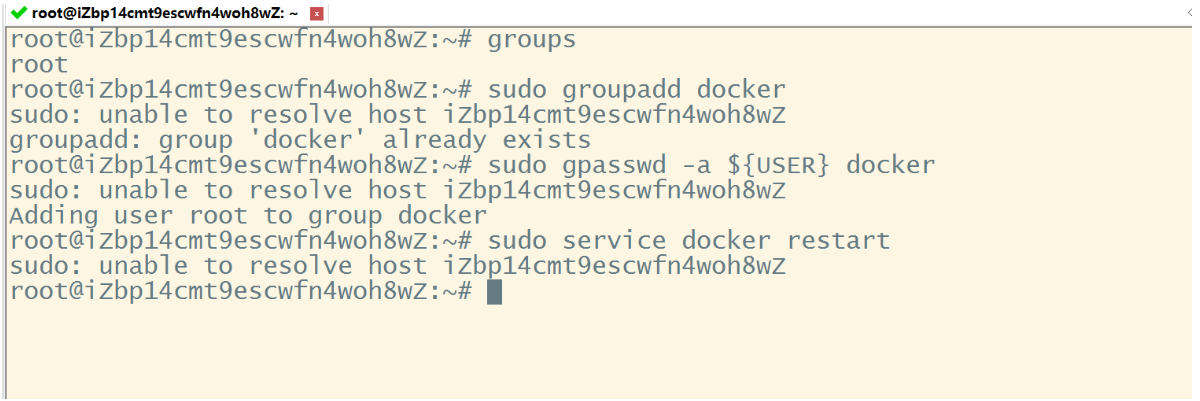 root@iZbp14cmt9escwfn4woh8wZ: ~
root@iZbp14cmt9escwfn4woh8wZ:~# groups
root
root@iZbp14cmt9escwfn4woh8wZ:~# sudo groupadd docker
sudo: unable to resolve host iZbp14cmt9escwfn4woh8wZ
groupadd: group 'docker' already exists
root@iZbp14cmt9escwfn4woh8wZ:~# sudo gpasswd -a ${USER} docker
sudo: unable to resolve host iZbp14cmt9escwfn4woh8wZ
Adding user root to group docker
root@iZbp14cmt9escwfn4woh8wZ:~# sudo service docker restart
sudo: unable to resolve host iZbp14cmt9escwfn4woh8wZ
root@iZbp14cmt9escwfn4woh8wZ:~#